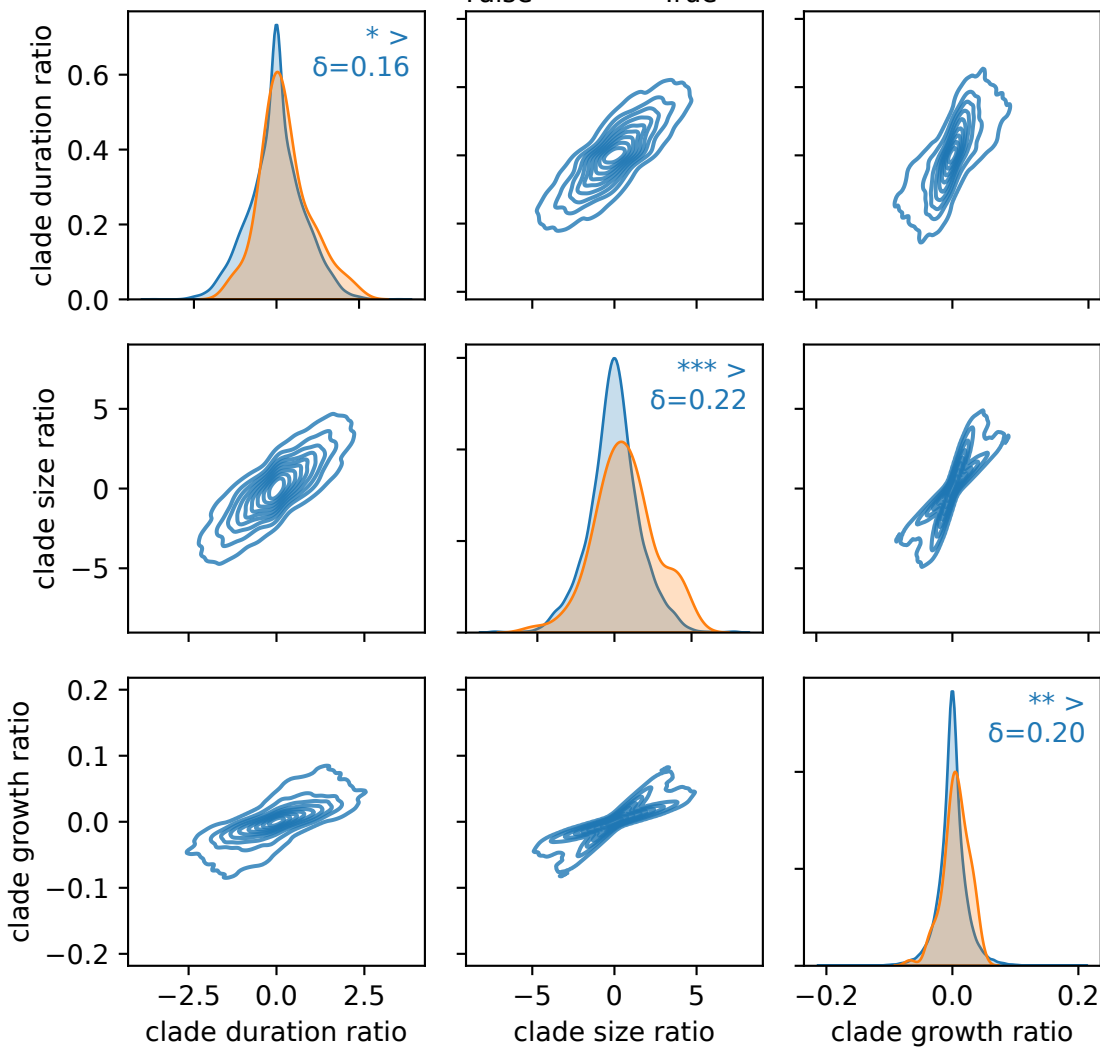 True
clade duration ratio
0.6
0.4
0.2
0.0
* >
δ=0.16
clade size ratio
5
0
−5
*** >
δ=0.22
clade growth ratio
0.2
0.1
0.0
−0.1
−0.2
** >
δ=0.20
−2.5 0.0 2.5
−5 0 5
−0.2 0.0 0.2
clade duration ratio
clade size ratio
clade growth ratio